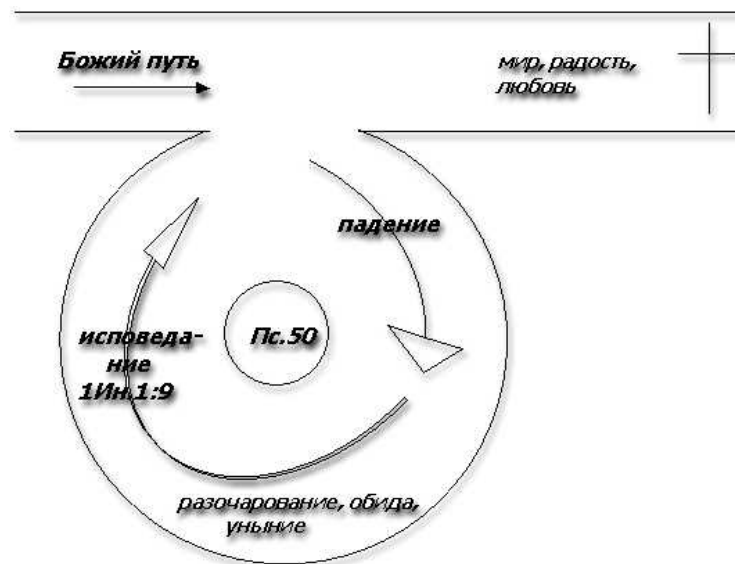 Божий путь
мир, радость,
любовь
падение
исповеда-
ние
1Ин.1:9
Пс.50
разочарование, обида,
уныние